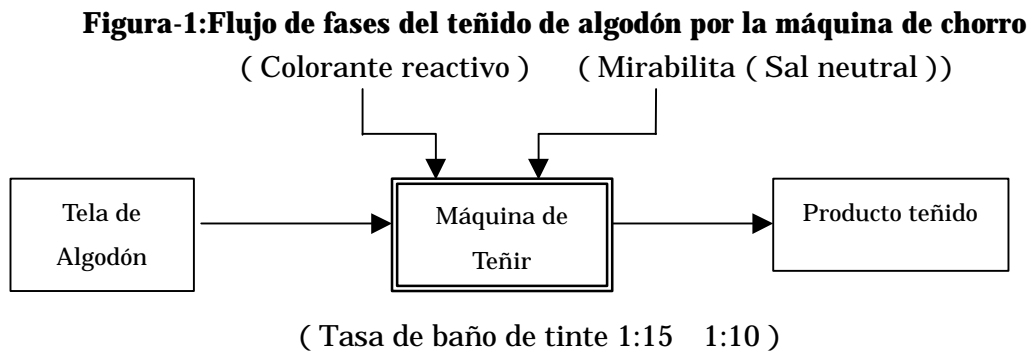 Figura-1:Flujo de fases del teñido de algodón por la máquina de chorro
( Colorante reactivo )     ( Mirabilita ( Sal neutral ))
Tela de
Algodón
Máquina de
Teñir
Producto teñido
( Tasa de baño de tinte 1:15   1:10 )